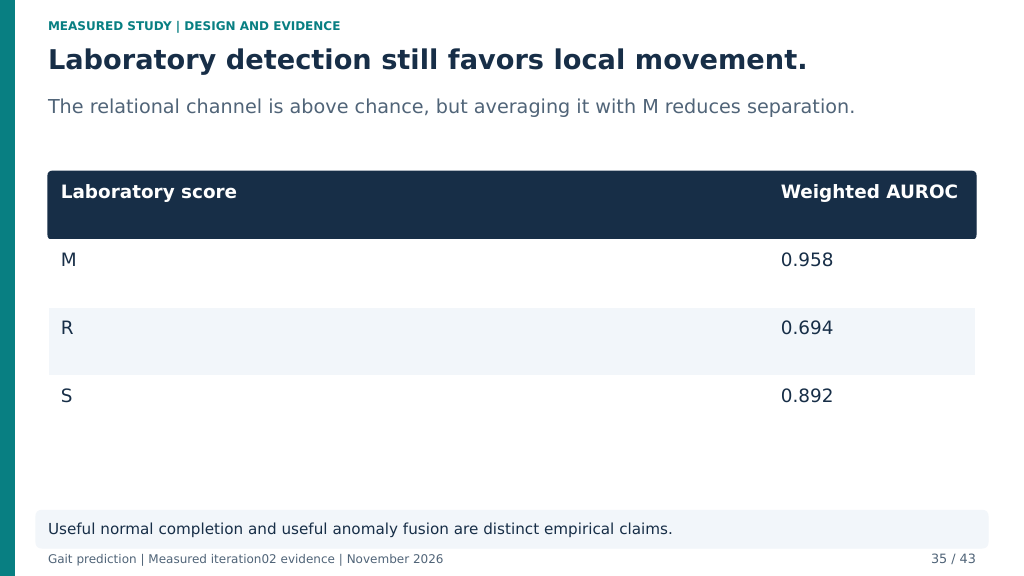 MEASURED STUDY | DESIGN AND EVIDENCE
Laboratory detection still favors local movement.
The relational channel is above chance, but averaging it with M reduces separation.
Laboratory score Weighted AUROC
M 0.958
R 0.694
S 0.892
Useful normal completion and useful anomaly fusion are distinct empirical claims.
Gait prediction | Measured iteration02 evidence | November 2026 35 / 43